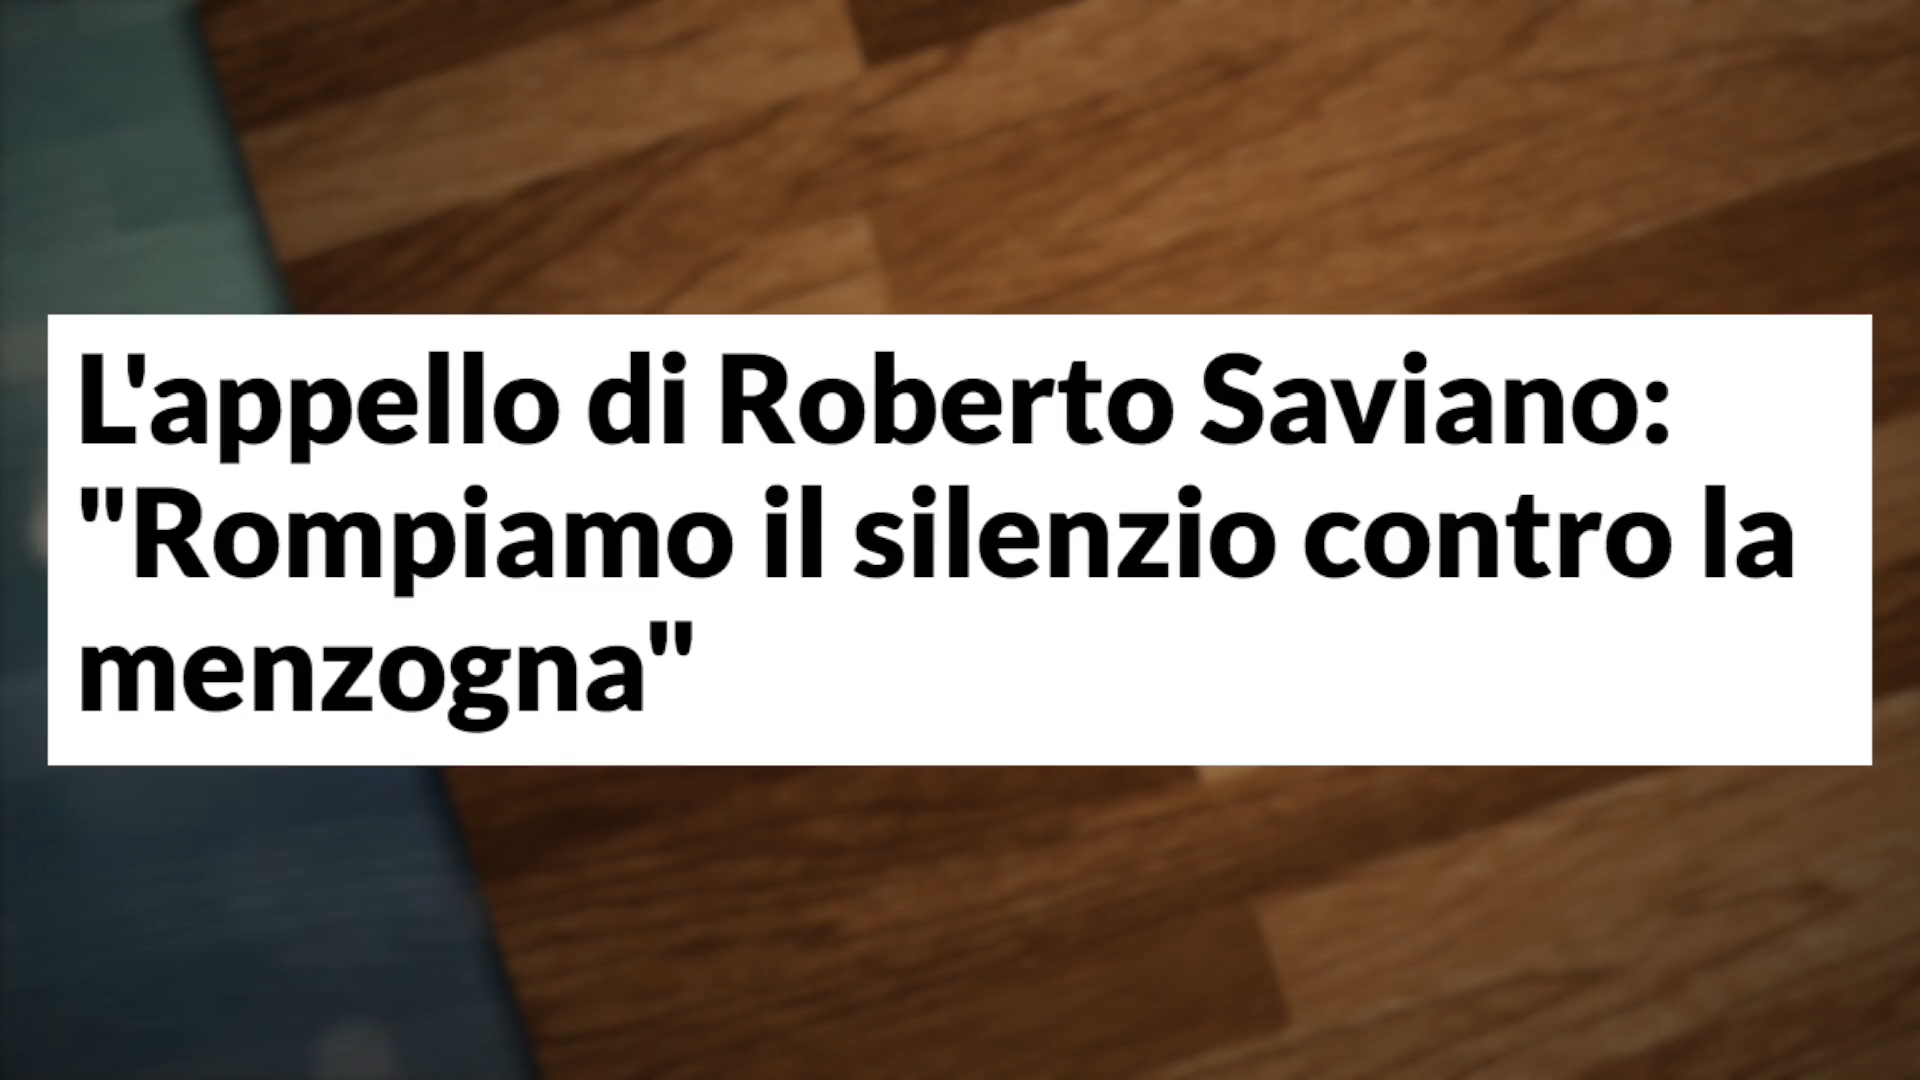 L'appello di Roberto Saviano:
"Rompiamo il silenzio contro la
menzogna"